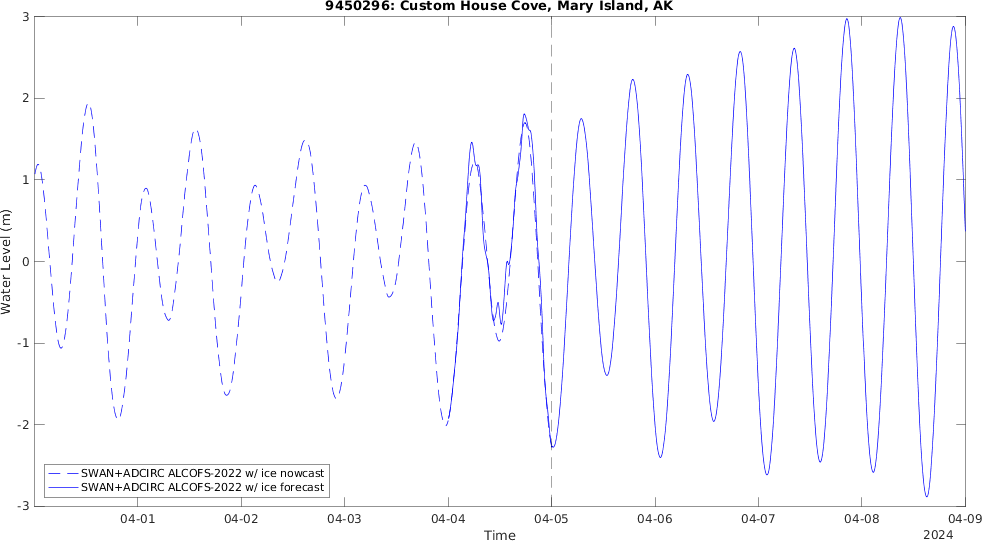 9450296: Custom House Cove, Mary Island, AK
3
2
1
0
-1
-2
-3
Water Level (m)
SWAN+ADCIRC ALCOFS-2022 w/ ice nowcast
SWAN+ADCIRC ALCOFS-2022 w/ ice forecast
04-01 04-02 04-03 04-04 04-05 04-06 04-07 04-08 04-09
Time
2024